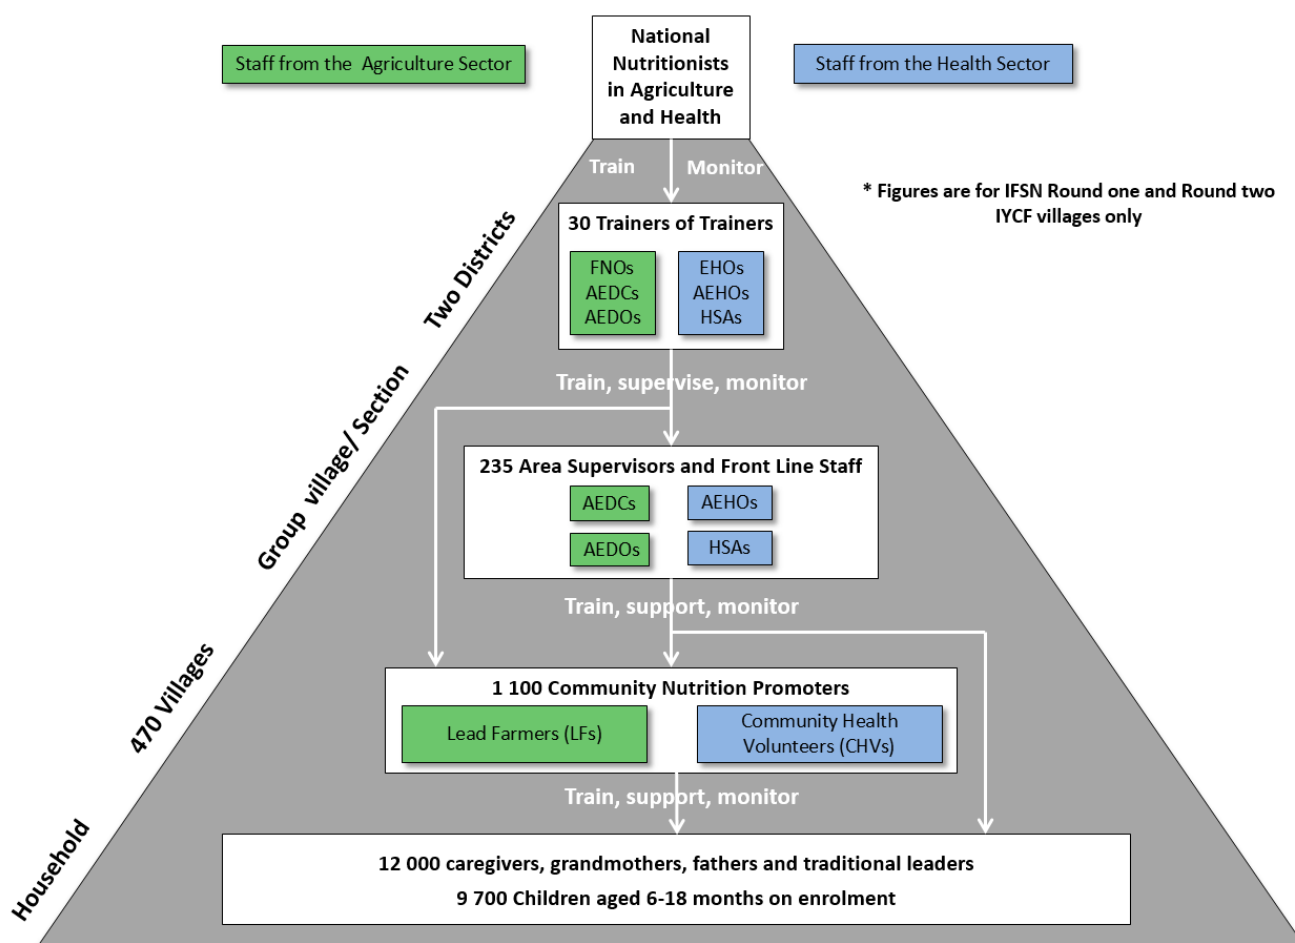 National
Nutritionists
in Agriculture
and Health
Staff from the Agriculture Sector
Staff from the Health Sector
Train
Monitor
* Figures are for IFSN Round one and Round two
IYCF villages only
30 Trainers of Trainers
FNOs
AEDCs
AEDOs
EHOs
AEHOs
HSAs
Two Districts
Train, supervise, monitor
Group village/ Section
235 Area Supervisors and Front Line Staff
AEDCs
AEHOs
AEDOs
HSAs
Train, support, monitor
470 Villages
1 100 Community Nutrition Promoters
Lead Farmers (LFs)
Community Health
Volunteers (CHVs)
Train, support, monitor
Household
12 000 caregivers, grandmothers, fathers and traditional leaders
9 700 Children aged 6-18 months on enrolment